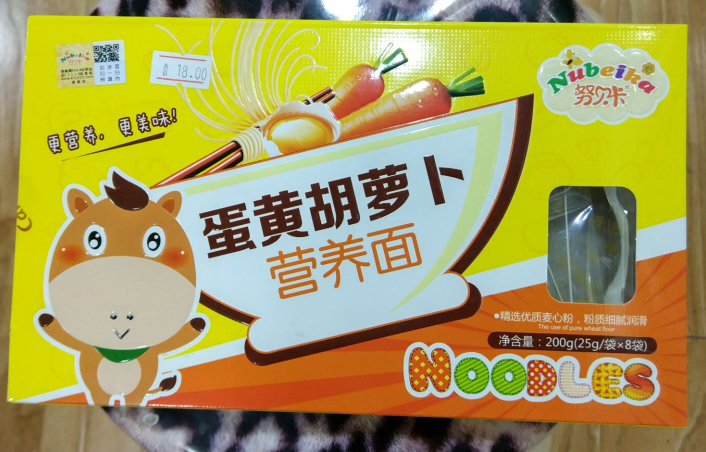 Nubeika
18.00
Nubeika
努贝卡
更营养，更美味!
蛋黄胡萝卜
营养面
•精选优质麦心粉，粉质细腻润滑
The use of pure wheat flour
净含量：200g(25g/袋×8袋)
NOODLES